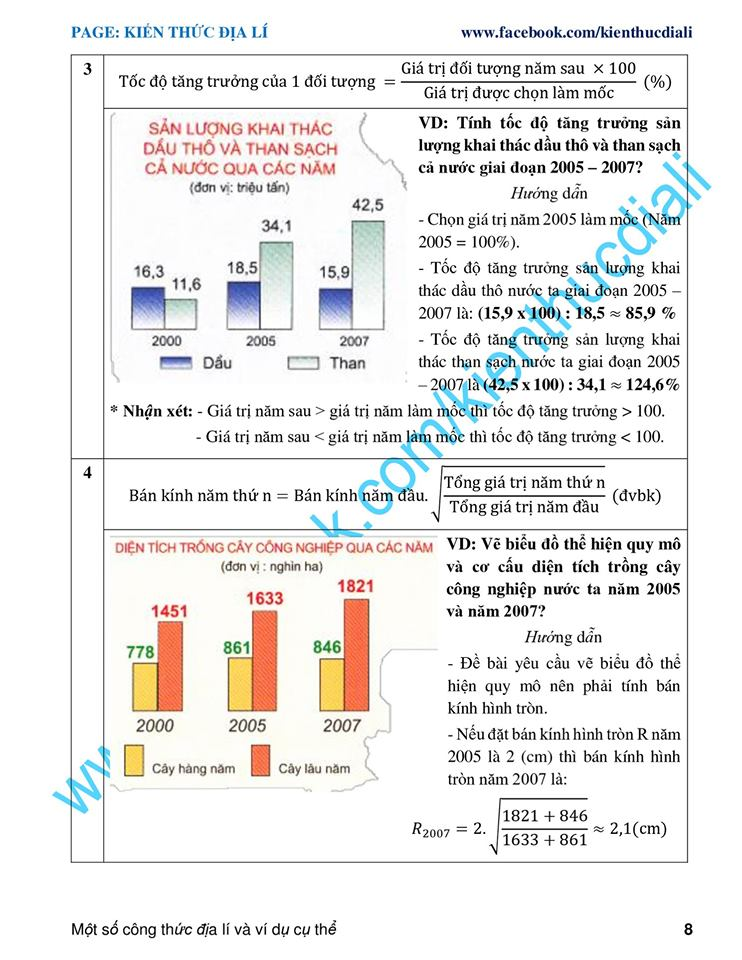 PAGE: KIẾN THỨC ĐỊA LÍ
www.facebook.com/kienthucdiali
3
Tốc độ tăng trưởng của 1 đối tượng = Giá trị đối tượng năm sau × 100 / Giá trị được chọn làm mốc (%)
SẢN LƯỢNG KHAI THÁC
DẦU THÔ VÀ THAN SẠCH
CẢ NƯỚC QUA CÁC NĂM
(đơn vị: triệu tấn)
42,5
34,1
16,3
11,6
18,5
15,9
2000 2005 2007
Dầu Than
VD: Tính tốc độ tăng trưởng sản
lượng khai thác dầu thô và than sạch
cả nước giai đoạn 2005 – 2007?
Hướng dẫn
- Chọn giá trị năm 2005 làm mốc (Năm
2005 = 100%).
- Tốc độ tăng trưởng sản lượng khai
thác dầu thô nước ta giai đoạn 2005 –
2007 là: (15,9 x 100) : 18,5 ≈ 85,9 %
- Tốc độ tăng trưởng sản lượng khai
thác than sạch nước ta giai đoạn 2005
– 2007 là (42,5 x 100) : 34,1 ≈ 124,6%
* Nhận xét: - Giá trị năm sau > giá trị năm làm mốc thì tốc độ tăng trưởng > 100.
- Giá trị năm sau < giá trị năm làm mốc thì tốc độ tăng trưởng < 100.
4
Bán kính năm thứ n = Bán kính năm đầu. √(Tổng giá trị năm thứ n / Tổng giá trị năm đầu) (đvbk)
DIỆN TÍCH TRỒNG CÂY CÔNG NGHIỆP QUA CÁC NĂM
(đơn vị : nghìn ha)
1821
1633
1451
778
861
846
2000 2005 2007
Cây hàng năm Cây lâu năm
VD: Vẽ biểu đồ thể hiện quy mô
và cơ cấu diện tích trồng cây
công nghiệp nước ta năm 2005
và năm 2007?
Hướng dẫn
- Đề bài yêu cầu vẽ biểu đồ thể
hiện quy mô nên phải tính bán
kính hình tròn.
- Nếu đặt bán kính hình tròn R năm
2005 là 2 (cm) thì bán kính hình
tròn năm 2007 là:
R2007 = 2. √(1821 + 846 / 1633 + 861) ≈ 2,1(cm)
Một số công thức địa lí và ví dụ cụ thể
8